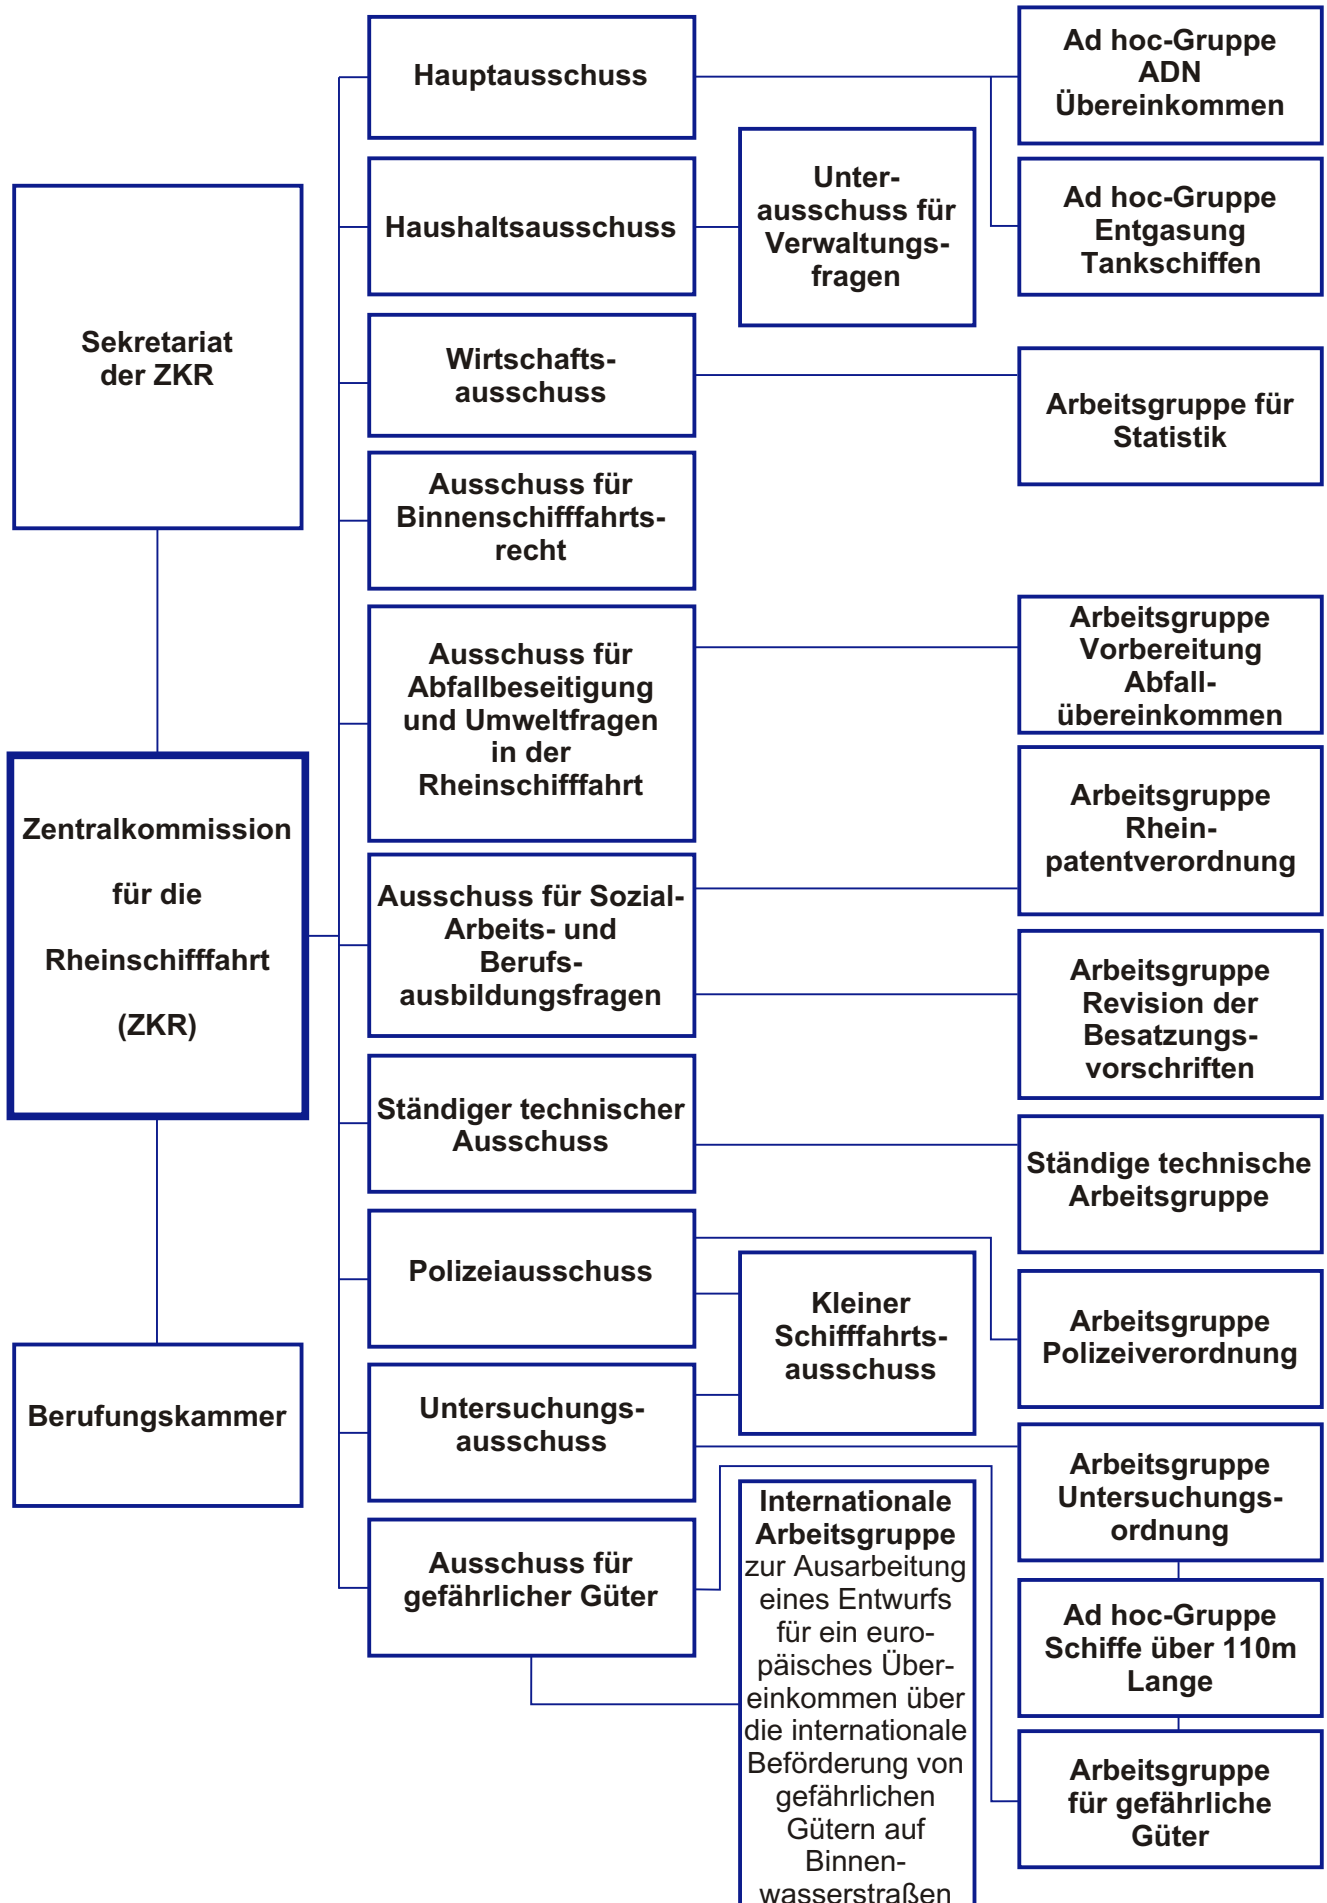 Sekretariat
der ZKR
Zentralkommission
für die
Rheinschifffahrt
(ZKR)
Berufungskammer
Hauptausschuss
Haushaltsausschuss
Wirtschafts-
ausschuss
Ausschuss für
Binnenschifffahrts-
recht
Ausschuss für
Abfallbeseitigung
und Umweltfragen
in der
Rheinschifffahrt
Ausschuss für Sozial-
Arbeits- und
Berufs-
ausbildungsfragen
Ständiger technischer
Ausschuss
Polizeiausschuss
Untersuchungs-
ausschuss
Ausschuss für
gefährlicher Güter
Unter-
ausschuss für
Verwaltungs-
fragen
Kleiner
Schifffahrts-
ausschuss
Internationale
Arbeitsgruppe
zur Ausarbeitung
eines Entwurfs
für ein euro-
päisches Über-
einkommen über
die internationale
Beförderung von
gefährlichen
Gütern auf
Binnen-
wasserstraßen
Ad hoc-Gruppe
ADN
Übereinkommen
Ad hoc-Gruppe
Entgasung
Tankschiffen
Arbeitsgruppe für
Statistik
Arbeitsgruppe
Vorbereitung
Abfall-
übereinkommen
Arbeitsgruppe
Rhein-
patentverordnung
Arbeitsgruppe
Revision der
Besatzungs-
vorschriften
Ständige technische
Arbeitsgruppe
Arbeitsgruppe
Polizeiverordnung
Arbeitsgruppe
Untersuchungs-
ordnung
Ad hoc-Gruppe
Schiffe über 110m
Lange
Arbeitsgruppe
für gefährliche
Güter